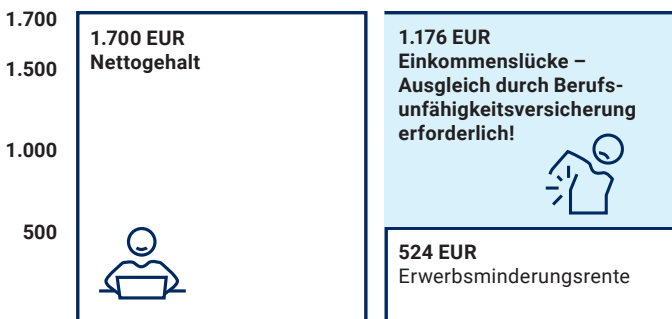 1.700
1.500
1.000
500
1.700 EUR
Nettogehalt
1.176 EUR
Einkommenslücke –
Ausgleich durch Berufs-
unfähigkeitsversicherung
erforderlich!
524 EUR
Erwerbsminderungsrente